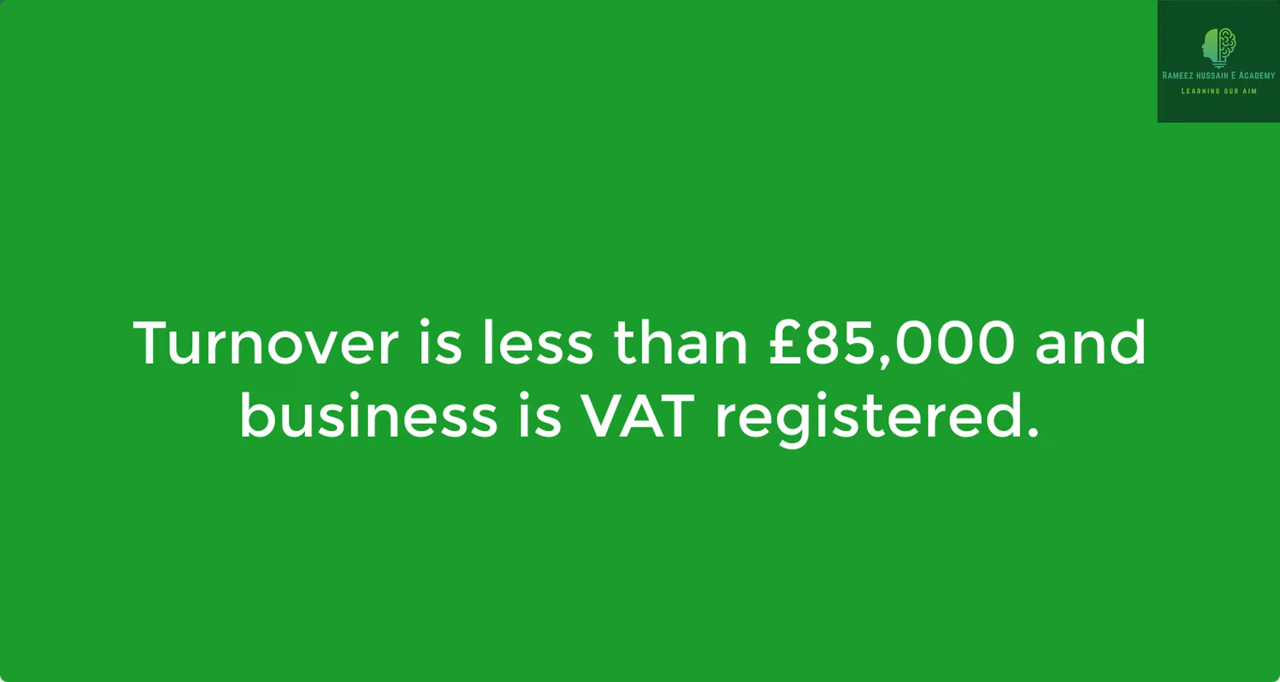 RAMEEZ HUSSAIN E ACADEMY
LEARNING OUR AIM
Turnover is less than £85,000 and
business is VAT registered.